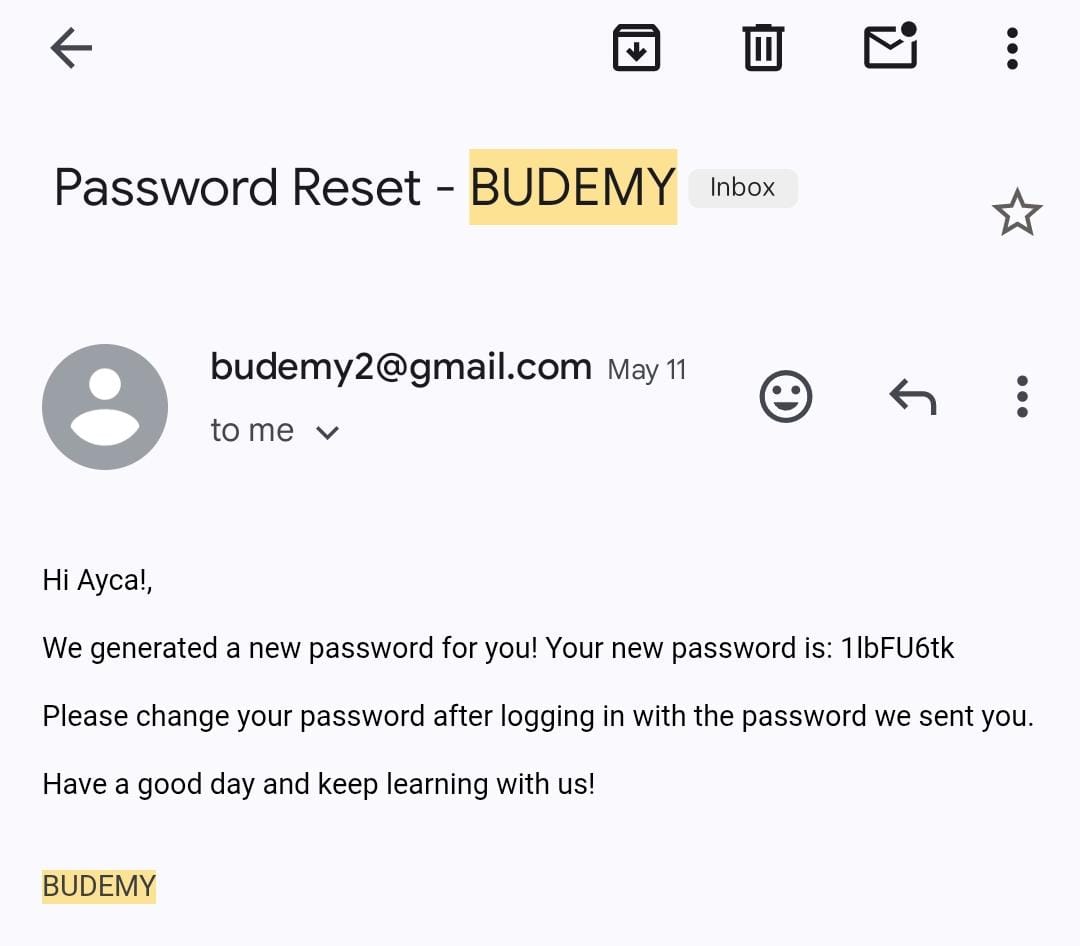 Password Reset - BUDEMY Inbox
budemy2@gmail.com May 11
to me
Hi Ayca!,
We generated a new password for you! Your new password is: 1lbFU6tk
Please change your password after logging in with the password we sent you.
Have a good day and keep learning with us!
BUDEMY